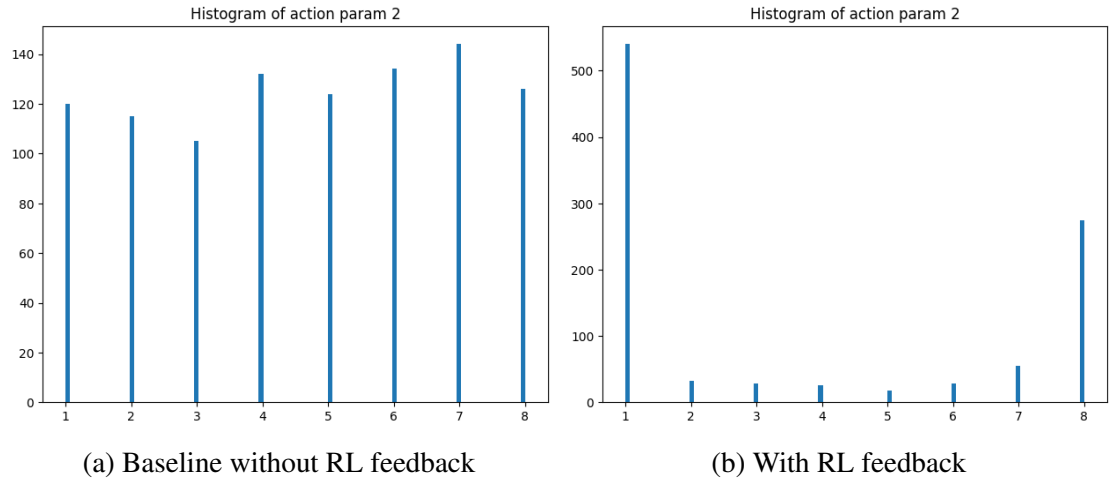 Histogram of action param 2
140
120
100
80
60
40
20
0
1 2 3 4 5 6 7 8
(a) Baseline without RL feedback
Histogram of action param 2
500
400
300
200
100
0
1 2 3 4 5 6 7 8
(b) With RL feedback